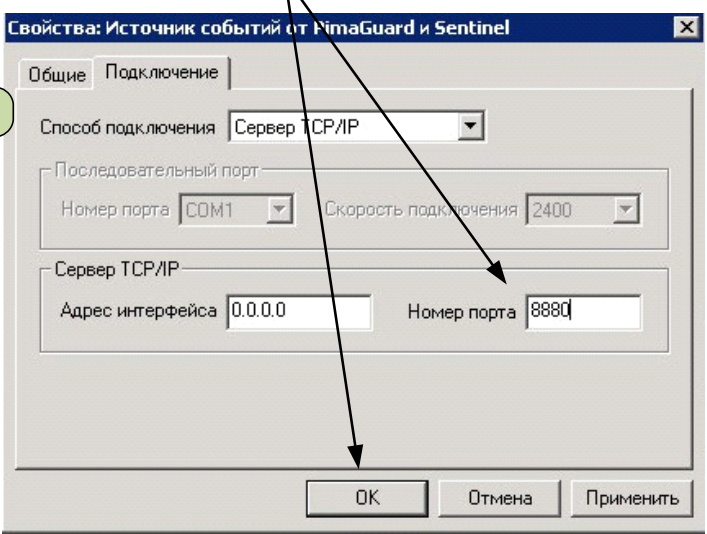 Свойства: Источник событий от PimaGuard и Sentinel
Общие Подключение
Способ подключения Сервер TCP/IP
Последовательный порт
Номер порта COM1 Скорость подключения 2400
Сервер TCP/IP
Адрес интерфейса 0.0.0.0 Номер порта 8880
OK Отмена Применить